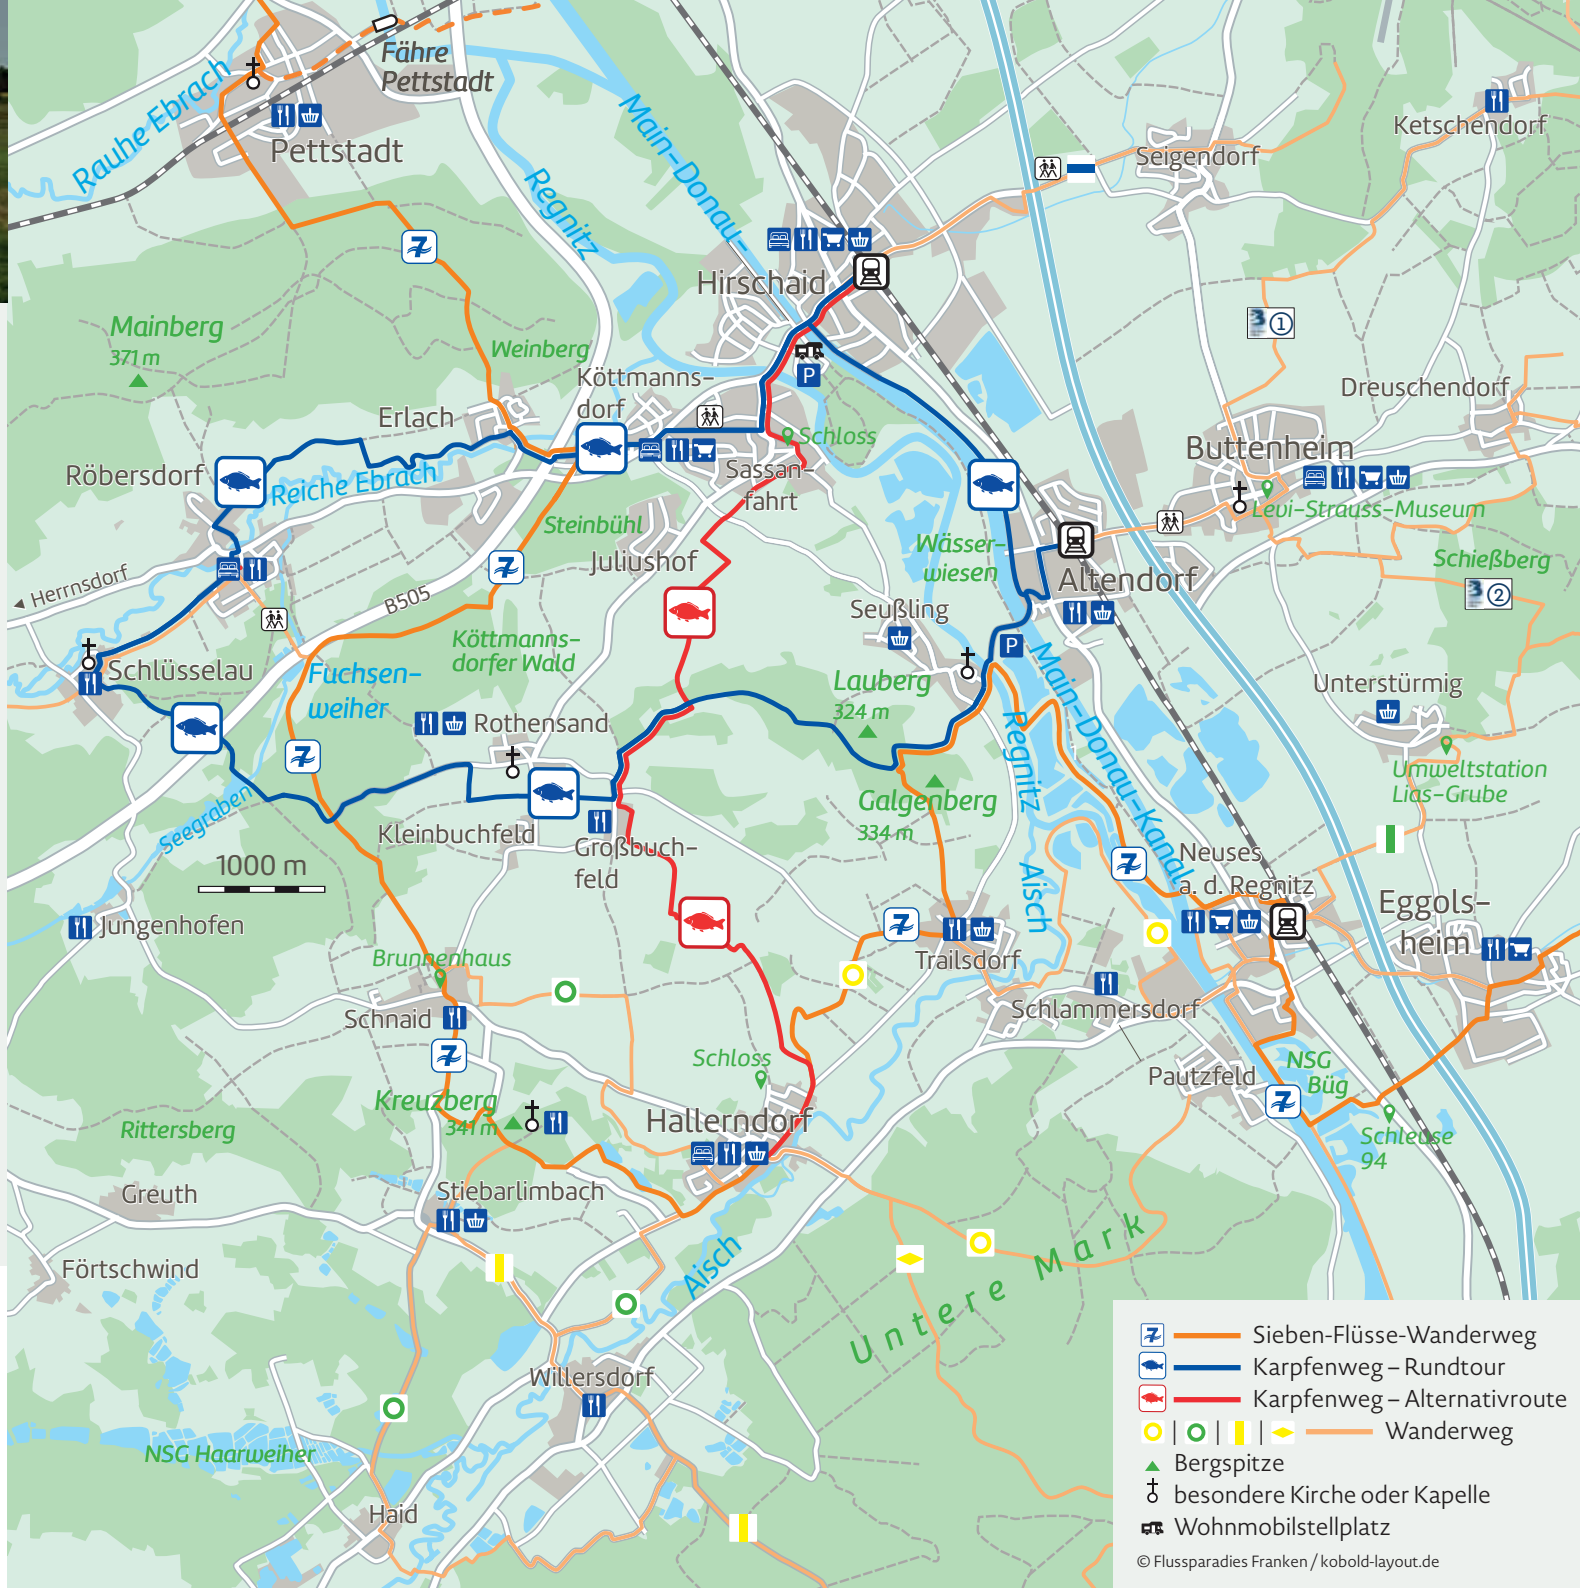 Fähre
Pettstadt
Rauhe Ebrach
Pettstadt
Main-Donau-
Regnitz
Ketschendorf
Seigendorf
Hirschaid
Mainberg
371 m
Weinberg
1
Köttmanns-
dorf
P
Dreuschendorf
Erlach
Schloss
Buttenheim
Röbersdorf
Reiche Ebrach
Sassan-
fahrt
Levi-Strauss-Museum
Steinbühl
Juliushof
Wässer-
wiesen
Schießberg
Altendorf
2
Herrnsdorf
B505
Seußling
Köttmanns-
dorfer Wald
P
Schlüsselau
Fuchsen-
weiher
Lauberg
324 m
Unterstürmig
Rothensand
Regnitz
Main-Donau-Kanal
Umweltstation
Lias-Grube
Seegraben
Galgenberg
334 m
Kleinbuchfeld
Großbuch-
feld
1000 m
Neuses
a. d. Regnitz
Aisch
Eggols-
heim
Jungenhofen
Brunnenhaus
Trailsdorf
Schnaid
Schlammersdorf
Schloss
NSG
Büg
Pautzfeld
Kreuzberg
341 m
Hallerndorf
Rittersberg
Schleuse
94
Greuth
Stiebarlimbach
Förtschwind
Aisch
Untere Mark
Willersdorf
NSG Haarweiher
Haid
7 Sieben-Flüsse-Wanderweg
Karpfenweg – Rundtour
Karpfenweg – Alternativroute
| | | Wanderweg
Bergspitze
besondere Kirche oder Kapelle
Wohnmobilstellplatz
© Flussparadies Franken / kobold-layout.de